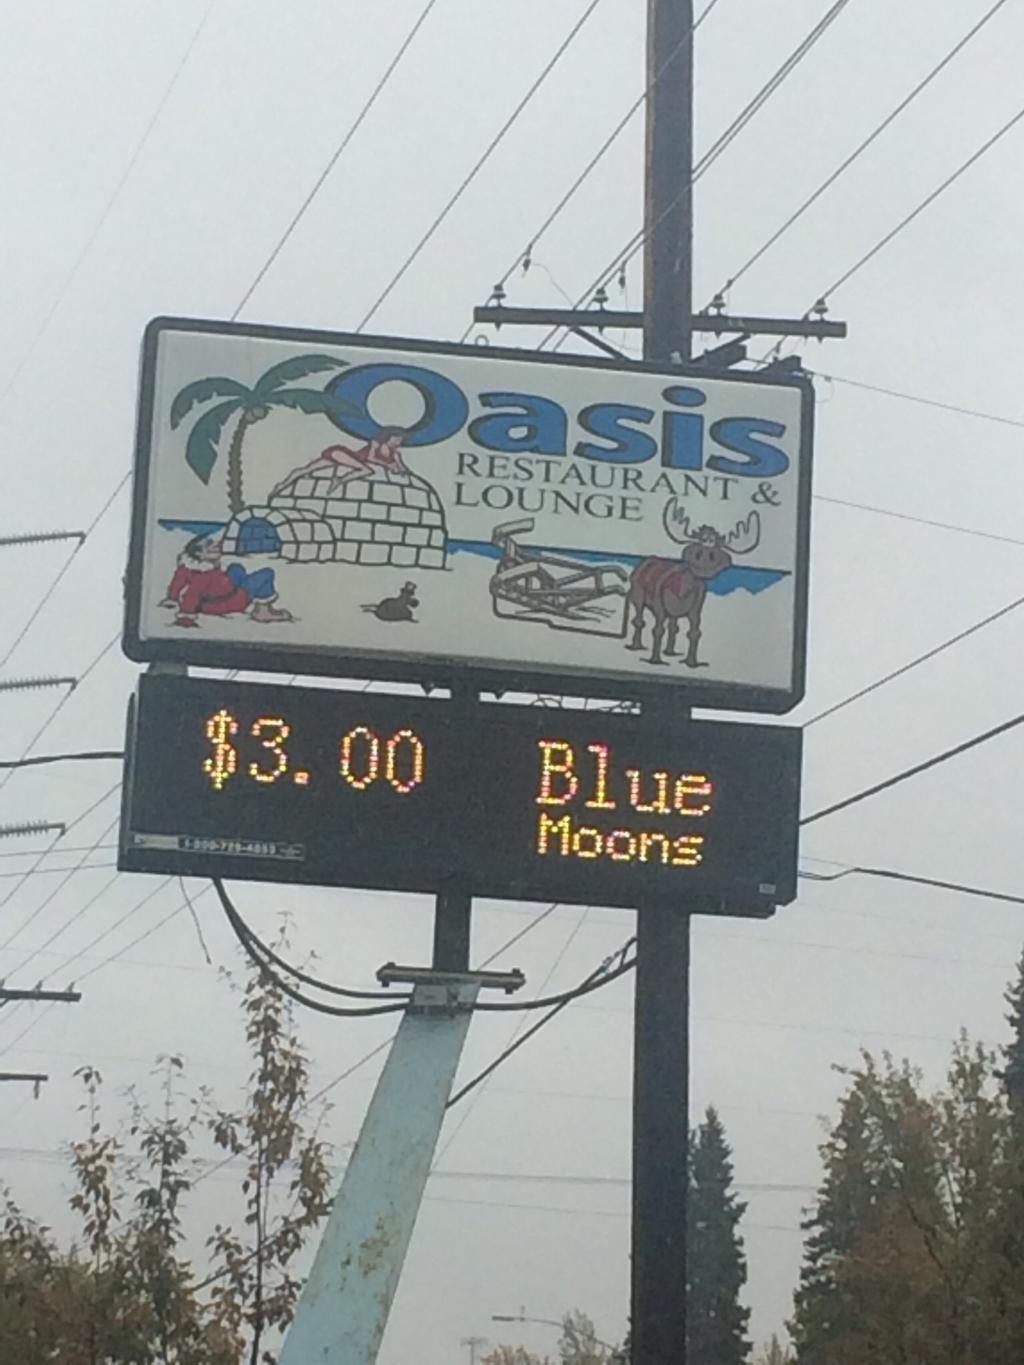 Oasis
RESTAURANT &
LOUNGE
$3.00 Blue
Moons